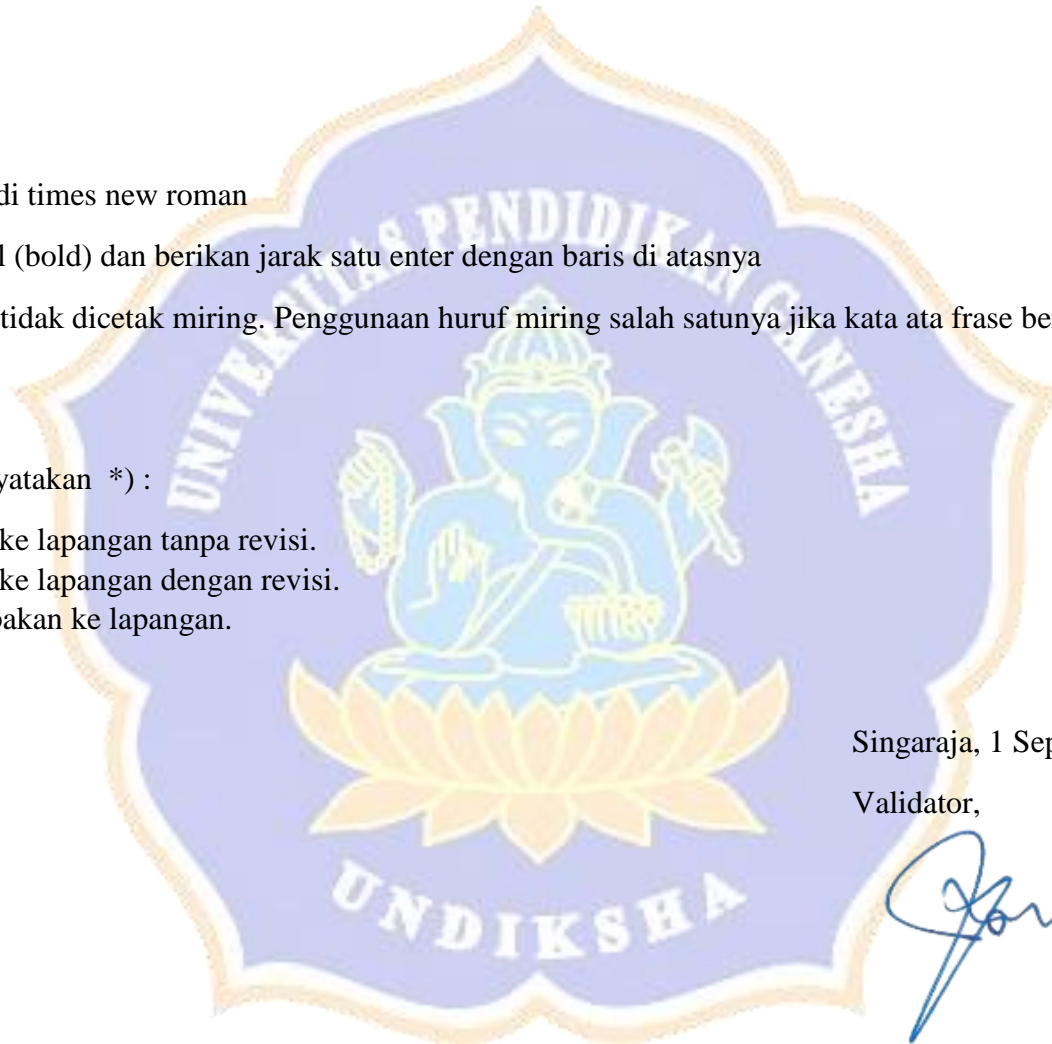 di times new roman
l (bold) dan berikan jarak satu enter dengan baris di atasnya
tidak dicetak miring. Penggunaan huruf miring salah satunya jika kata ata frase ber
yatakan *) :
ke lapangan tanpa revisi.
ke lapangan dengan revisi.
bakan ke lapangan.
Singaraja, 1 Sep
Validator,
UNIVERSITAS PENDIDIKAN GANESHA
UNDIKSHA